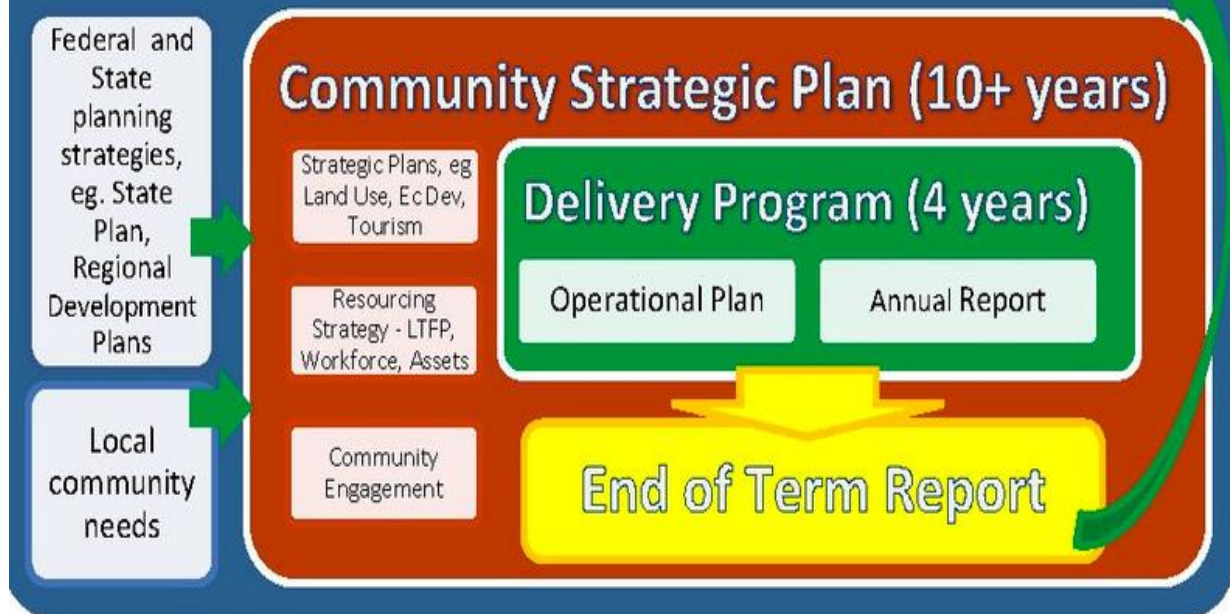 Federal and
State
planning
strategies,
eg. State
Plan,
Regional
Development
Plans
Local
community
needs
Community Strategic Plan (10+ years)
Strategic Plans, eg
Land Use, Ec Dev,
Tourism
Resourcing
Strategy - LTFP,
Workforce, Assets
Community
Engagement
Delivery Program (4 years)
Operational Plan
Annual Report
End of Term Report